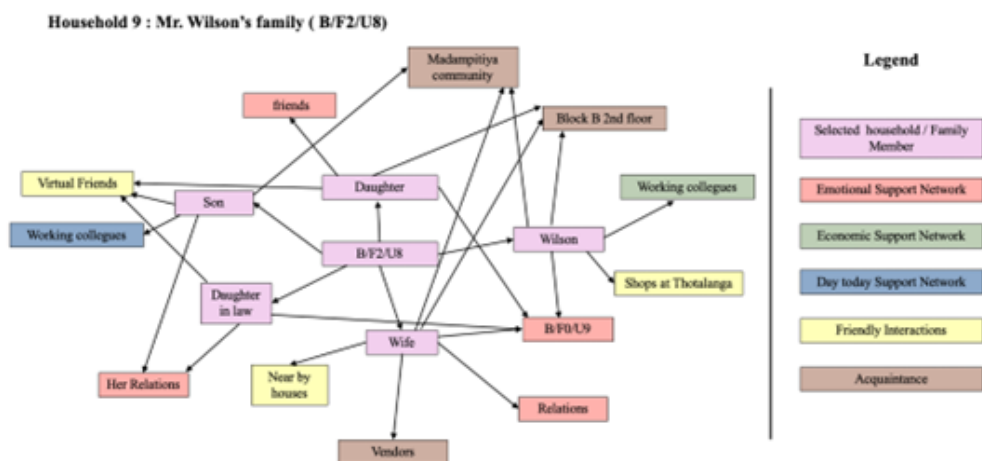 Household 9 : Mr. Wilson's family ( B/F2/U8)
Madampitiya
community
Legend
friends
Block B 2nd floor
Selected household / Family
Member
Virtual Friends
Daughter
Working collegues
Emotional Support Network
Son
Working collegues
Wilson
Economic Support Network
B/F2/U8
Shops at Thotalanga
Day today Support Network
Daughter
in law
B/F0/U9
Friendly Interactions
Wife
Her Relations
Near by
houses
Acquaintance
Relations
Vendors